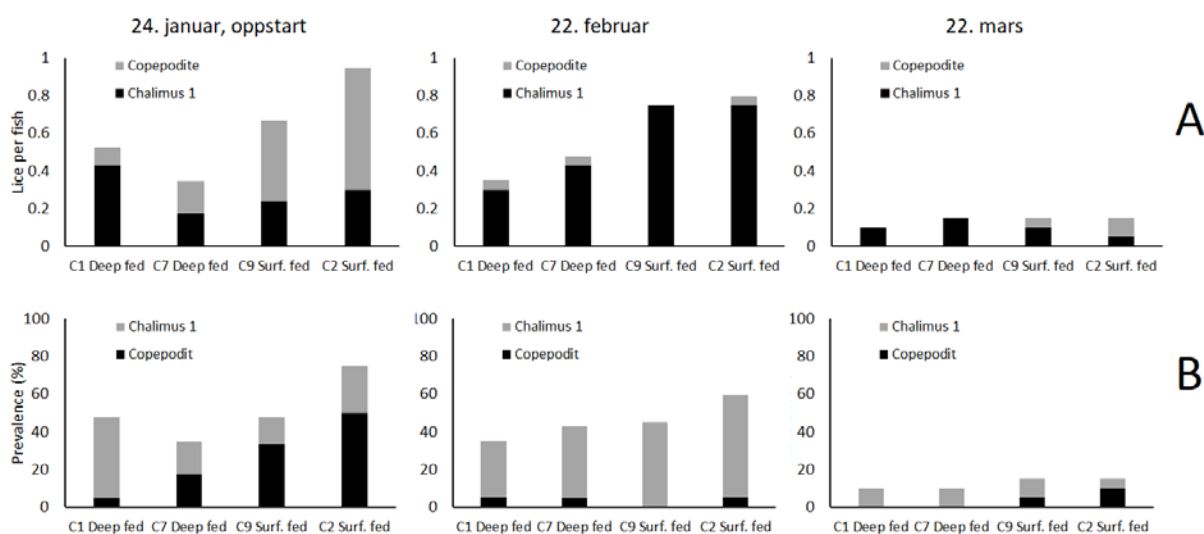 24. januar, oppstart
22. februar
22. mars
Lice per fish
1
0.8
0.6
0.4
0.2
0
Copepodite
Chalimus 1
C1 Deep fed C7 Deep fed C9 Surf. fed C2 Surf. fed
1
0.8
0.6
0.4
0.2
0
Copepodite
Chalimus 1
C1 Deep fed C7 Deep fed C9 Surf. fed C2 Surf. fed
1
0.8
0.6
0.4
0.2
0
Copepodite
Chalimus 1
C1 Deep fed C7 Deep fed C9 Surf. fed C2 Surf. fed
A
Prevalence (%)
100
80
60
40
20
0
Chalimus 1
Copepodit
C1 Deep fed C7 Deep fed C9 Surf. fed C2 Surf. fed
100
80
60
40
20
0
Chalimus 1
Copepodit
C1 Deep fed C7 Deep fed C9 Surf. fed C2 Surf. fed
100
80
60
40
20
0
Chalimus 1
Copepodit
C1 Deep fed C7 Deep fed C9 Surf. fed C2 Surf. fed
B